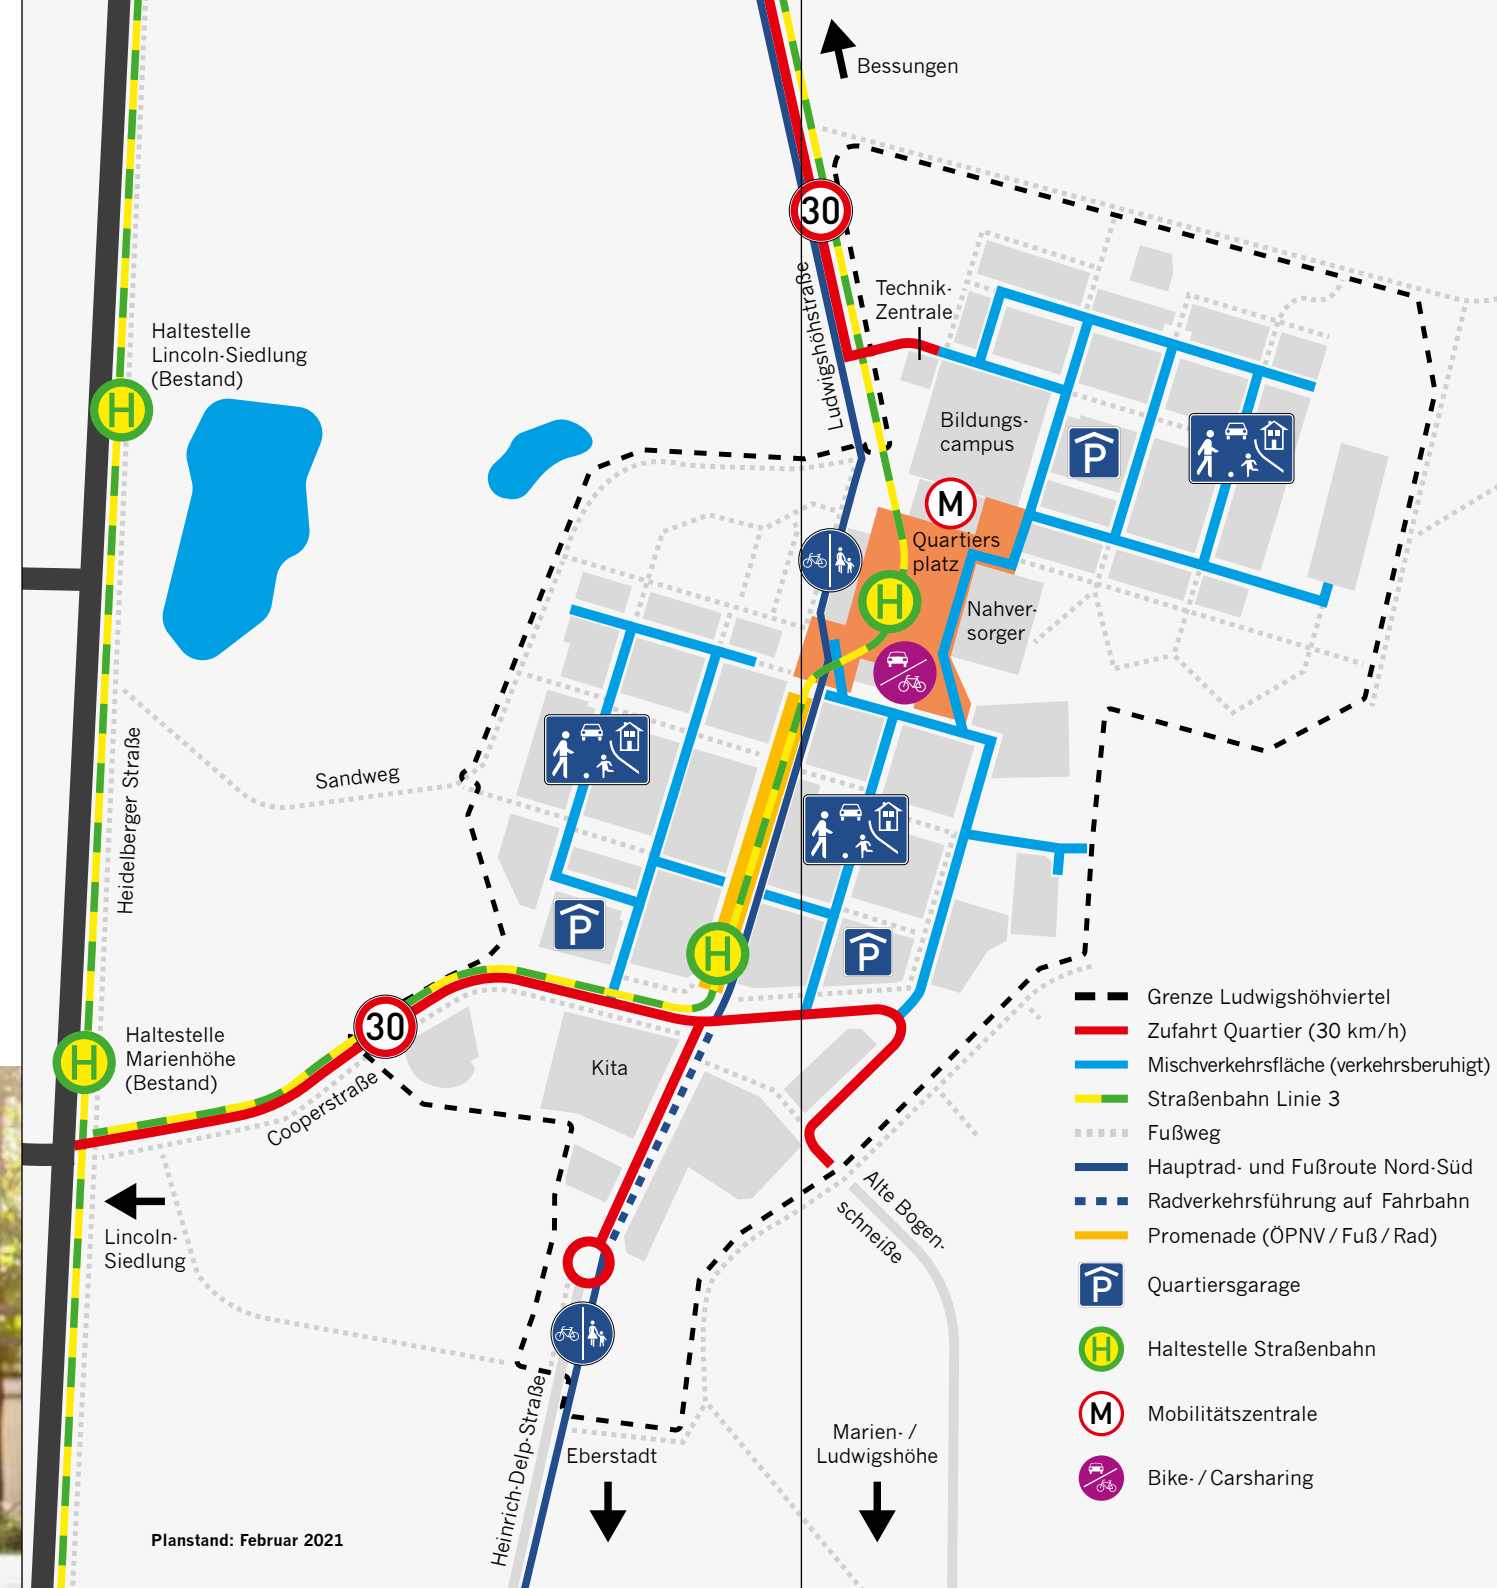 Bessungen
30
Ludwigshöhstraße
Technik-
Zentrale
Haltestelle
Lincoln-Siedlung
(Bestand)
H
Bildungs-
campus
P
M
Quartiers
platz
H
Nahver-
sorger
Heidelberger Straße
Sandweg
P
H
P
30
Haltestelle
Marienhöhe
(Bestand)
H
Cooperstraße
Kita
Lincoln-
Siedlung
Alte Bogen-
schneiße
Heinrich-Delp-Straße
Eberstadt
Marien- /
Ludwigshöhe
Grenze Ludwigshöhviertel
Zufahrt Quartier (30 km/h)
Mischverkehrsfläche (verkehrsberuhigt)
Straßenbahn Linie 3
Fußweg
Hauptrad- und Fußroute Nord-Süd
Radverkehrsführung auf Fahrbahn
Promenade (ÖPNV / Fuß / Rad)
P Quartiersgarage
H Haltestelle Straßenbahn
M Mobilitätszentrale
Bike- / Carsharing
Planstand: Februar 2021